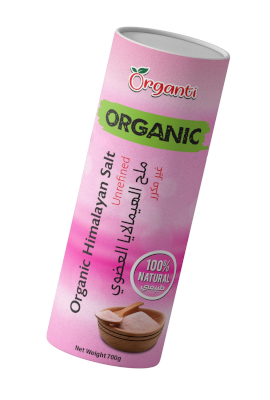 Organti
ORGANIC
Organic Himalayan Salt
Unrefined
ملح الهيمالايا العضوي
غير مكرر
100%
NATURAL
طبيعي
Net Weight 700g